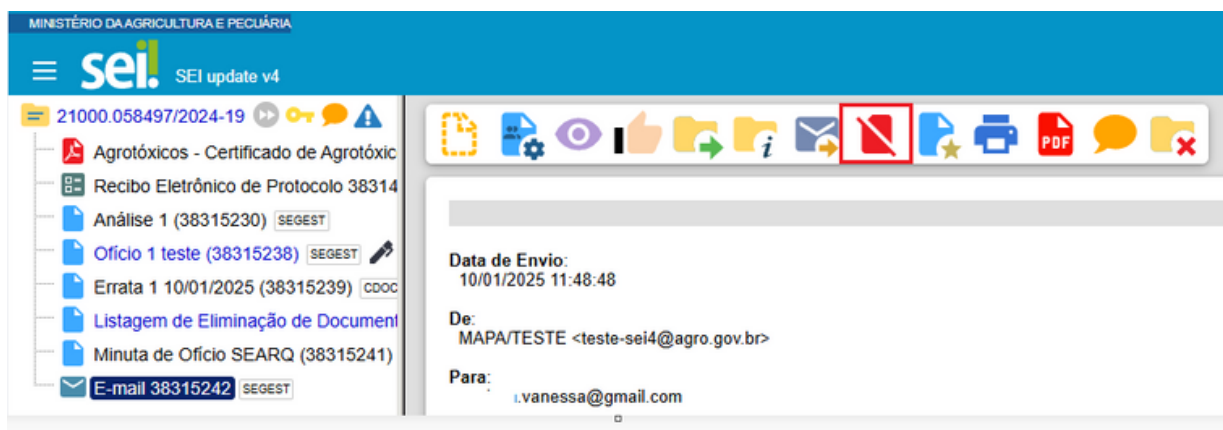 MINISTÉRIO DA AGRICULTURA E PECUÁRIA
sei! SEI update v4
21000.058497/2024-19
Agrotóxicos - Certificado de Agrotóxic
Recibo Eletrônico de Protocolo 38314
Análise 1 (38315230) SEGEST
Ofício 1 teste (38315238) SEGEST
Errata 1 10/01/2025 (38315239) CDOC
Listagem de Eliminação de Document
Minuta de Ofício SEARQ (38315241)
E-mail 38315242 SEGEST
i
PDF
Data de Envio:
10/01/2025 11:48:48
De:
MAPA/TESTE <teste-sei4@agro.gov.br>
Para:
.vanessa@gmail.com